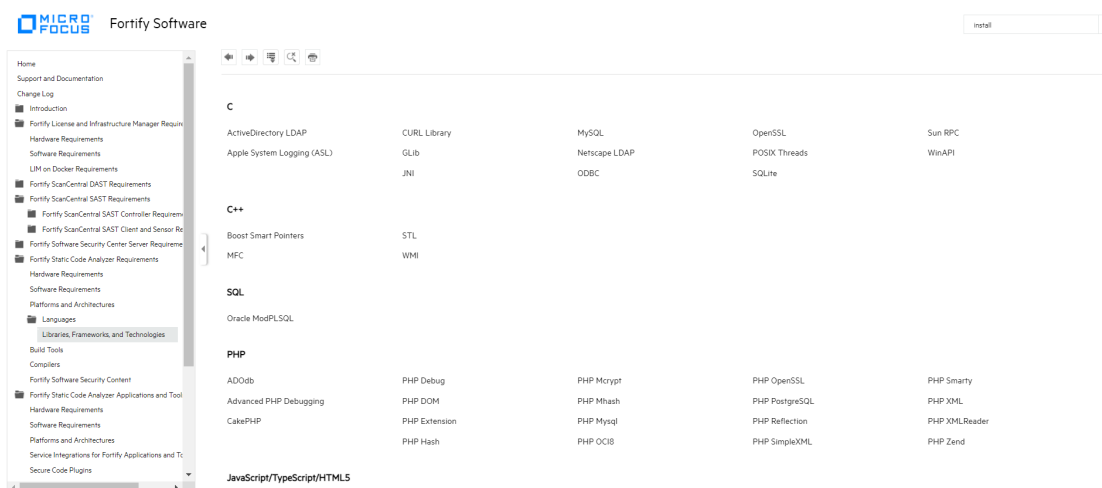 MICRO FOCUS
Fortify Software
install
Home
Support and Documentation
Change Log
Introduction
Fortify License and Infrastructure Manager Require
Hardware Requirements
Software Requirements
LIM on Docker Requirements
Fortify ScanCentral DAST Requirements
Fortify ScanCentral SAST Requirements
Fortify ScanCentral SAST Controller Requirem
Fortify ScanCentral SAST Client and Sensor Re
Fortify Software Security Center Server Requireme
Fortify Static Code Analyzer Requirements
Hardware Requirements
Software Requirements
Platforms and Architectures
Languages
Libraries, Frameworks, and Technologies
Build Tools
Compilers
Fortify Software Security Content
Fortify Static Code Analyzer Applications and Tool
Hardware Requirements
Software Requirements
Platforms and Architectures
Service Integrations for Fortify Applications and To
Secure Code Plugins
C
ActiveDirectory LDAP CURL Library MySQL OpenSSL Sun RPC
Apple System Logging (ASL) GLib Netscape LDAP POSIX Threads WinAPI
JNI ODBC SQLite
C++
Boost Smart Pointers STL
MFC WMI
SQL
Oracle ModPLSQL
PHP
ADOdb PHP Debug PHP Mcrypt PHP OpenSSL PHP Smarty
Advanced PHP Debugging PHP DOM PHP Mhash PHP PostgreSQL PHP XML
CakePHP PHP Extension PHP Mysql PHP Reflection PHP XMLReader
PHP Hash PHP OCI8 PHP SimpleXML PHP Zend
JavaScript/TypeScript/HTML5